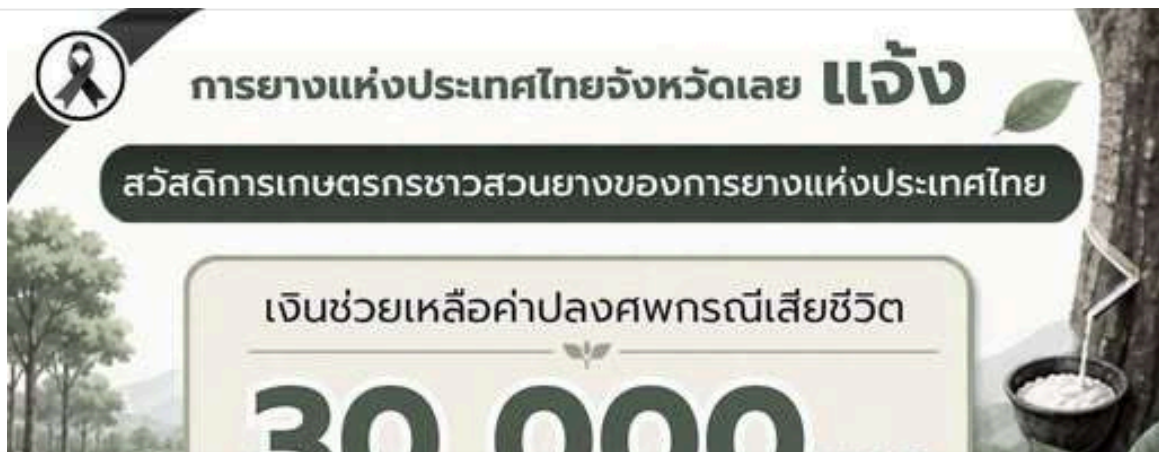 การยางแห่งประเทศไทยจังหวัดเลย แจ้ง
สวัสดิการเกษตรกรชาวสวนยางของการยางแห่งประเทศไทย
เงินช่วยเหลือค่าปลงศพกรณีเสียชีวิต
30,000